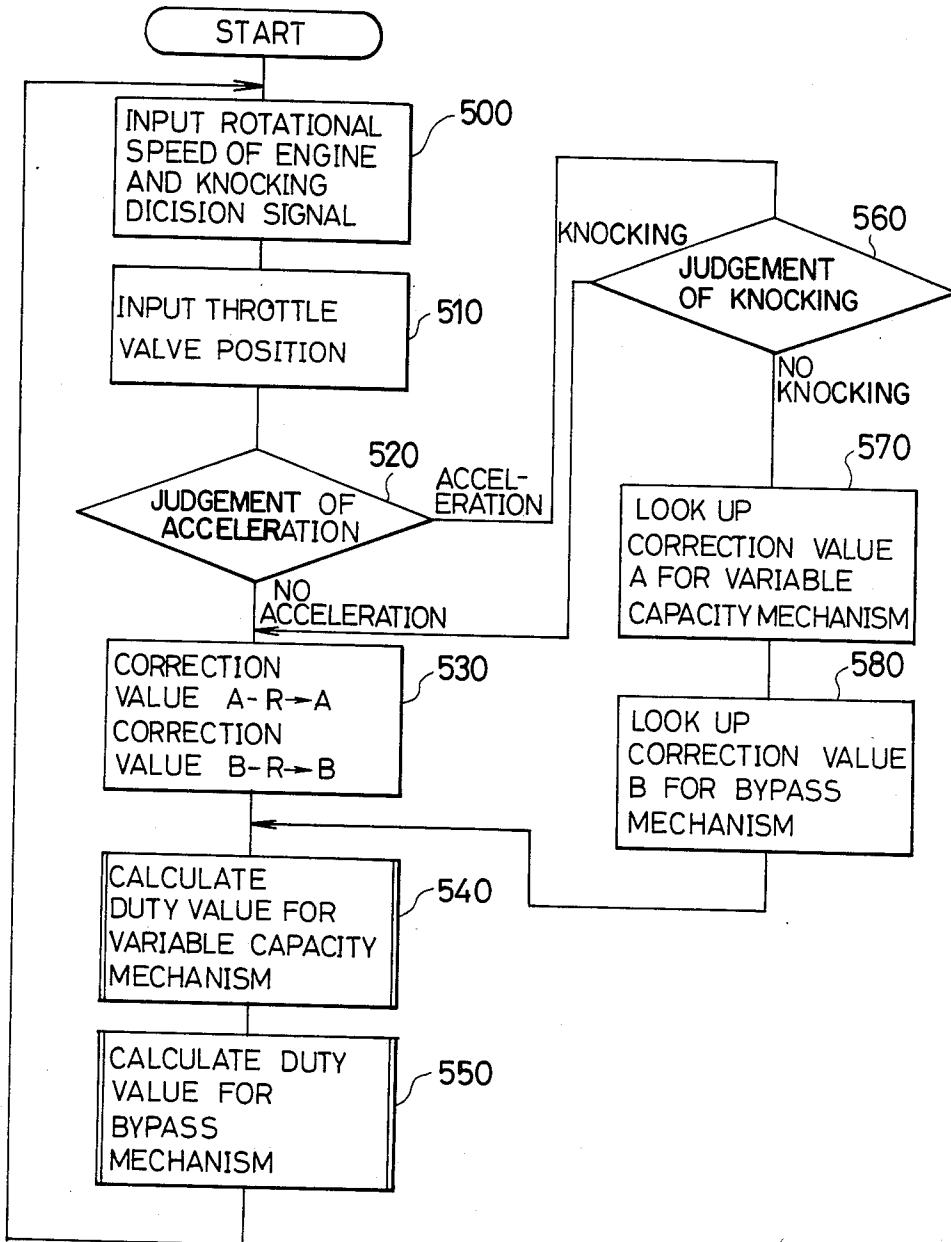 START
500
INPUT ROTATIONAL
SPEED OF ENGINE
AND KNOCKING
DICISION SIGNAL
510
INPUT THROTTLE
VALVE POSITION
520
JUDGEMENT OF
ACCELERATION
ACCEL-
ERATION
NO
ACCELERATION
530
CORRECTION
VALUE A-R→A
CORRECTION
VALUE B-R→B
540
CALCULATE
DUTY VALUE FOR
VARIABLE CAPACITY
MECHANISM
550
CALCULATE DUTY
VALUE FOR
BYPASS
MECHANISM
KNOCKING
560
JUDGEMENT
OF KNOCKING
NO
KNOCKING
570
LOOK UP
CORRECTION VALUE
A FOR VARIABLE
CAPACITY MECHANISM
580
LOOK UP
CORRECTION VALUE
B FOR BYPASS
MECHANISM